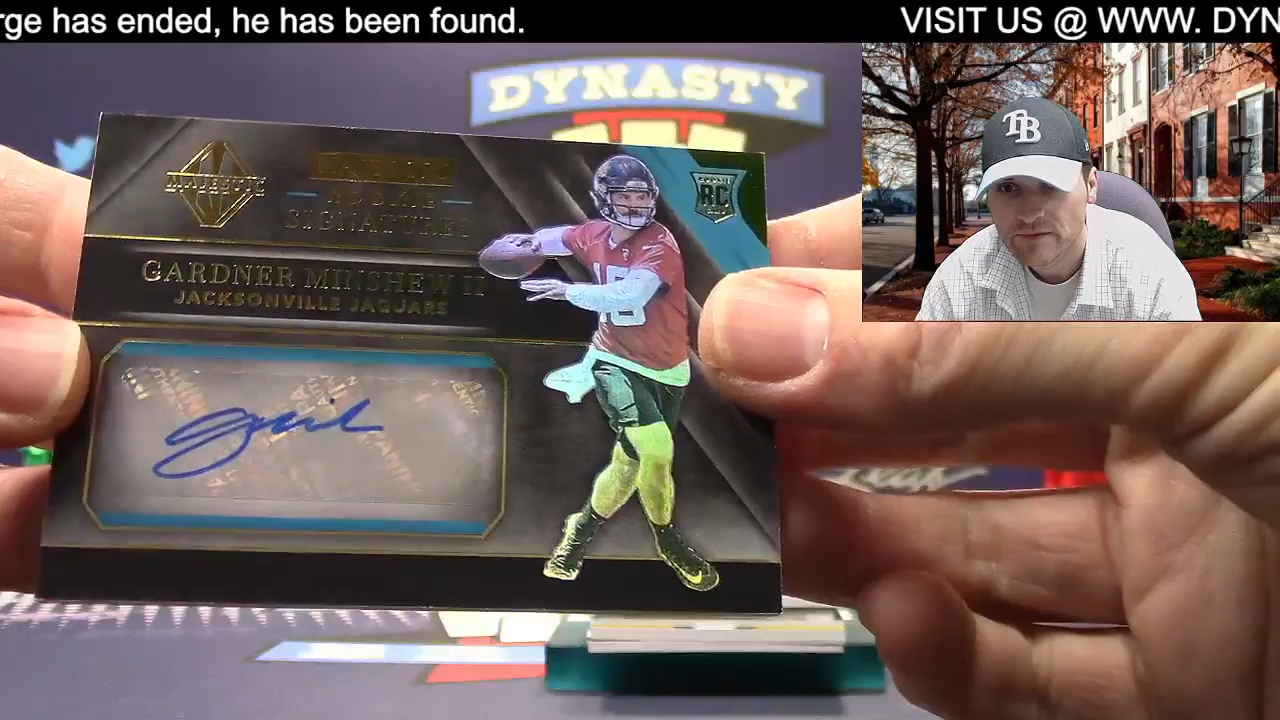 rge has ended, he has been found.
VISIT US @ WWW. DYN
DYNASTY
TB
MAJESTIC
ROOKIE
SIGNATURES
RC
GARDNER MINSHEW II
JACKSONVILLE JAGUARS